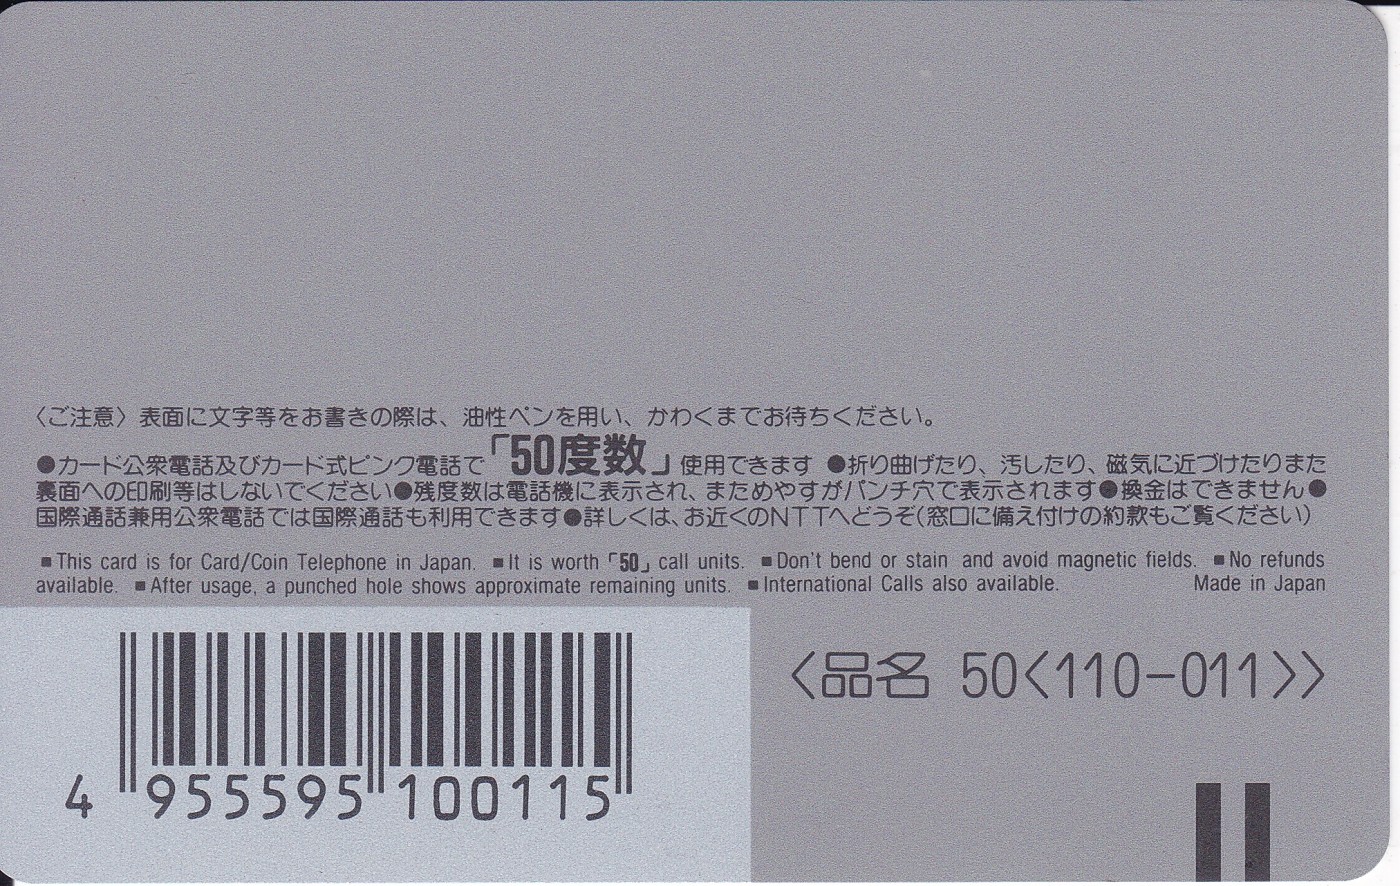 〈ご注意〉表面に文字等をお書きの際は、油性ペンを用い、かわくまでお待ちください。
●カード公衆電話及びカード式ピンク電話で「50度数」使用できます ●折り曲げたり、汚したり、磁気に近づけたりまた
裏面への印刷等はしないでください●残度数は電話機に表示され、まためやすがパンチ穴で表示されます●換金はできません●
国際通話兼用公衆電話では国際通話も利用できます●詳しくは、お近くのNTTへどうぞ(窓口に備え付けの約款もご覧ください)
■This card is for Card/Coin Telephone in Japan. ■It is worth「50」call units. ■Don't bend or stain and avoid magnetic fields. ■No refunds
available. ■After usage, a punched hole shows approximate remaining units. ■International Calls also available. Made in Japan
〈品名 50〈110-011〉〉
4 955595 100115